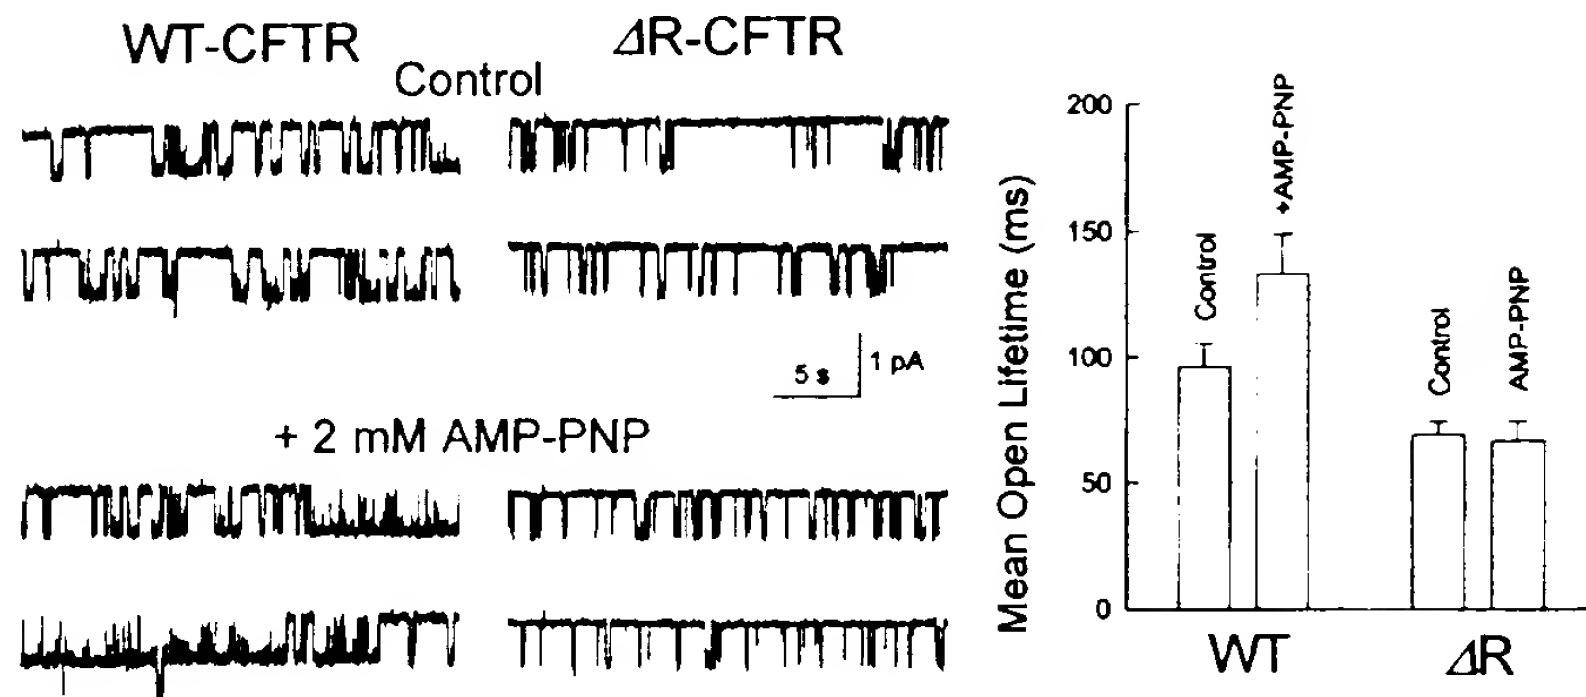 WT-CFTR
ΔR-CFTR
Control
5 s
1 pA
+ 2 mM AMP-PNP
Mean Open Lifetime (ms)
200
150
100
50
0
Control
+AMP-PNP
Control
AMP-PNP
WT
ΔR